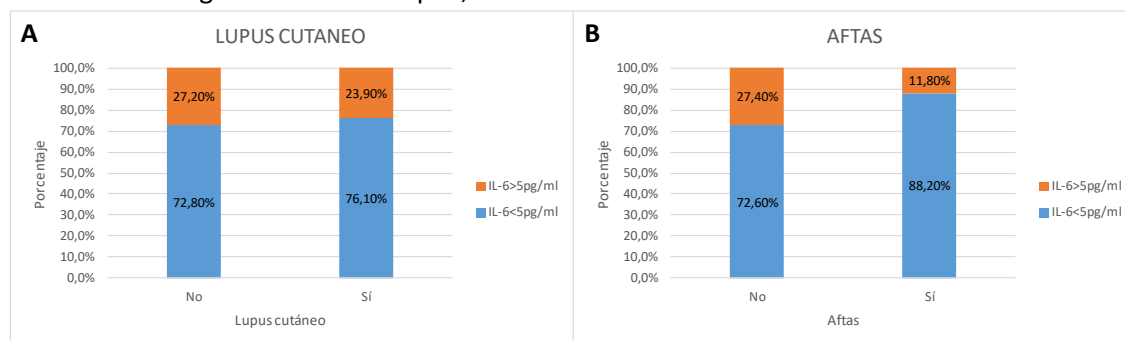 A
LUPUS CUTANEO
100,0%
90,0%
80,0%
70,0%
60,0%
50,0%
40,0%
30,0%
20,0%
10,0%
0,0%
Porcentaje
27,20%
23,90%
72,80%
76,10%
No
Sí
Lupus cutáneo
IL-6>5pg/ml
IL-6<5pg/ml
B
AFTAS
100,0%
90,0%
80,0%
70,0%
60,0%
50,0%
40,0%
30,0%
20,0%
10,0%
0,0%
Porcentaje
27,40%
11,80%
72,60%
88,20%
No
Sí
Aftas
IL-6>5pg/ml
IL-6<5pg/ml